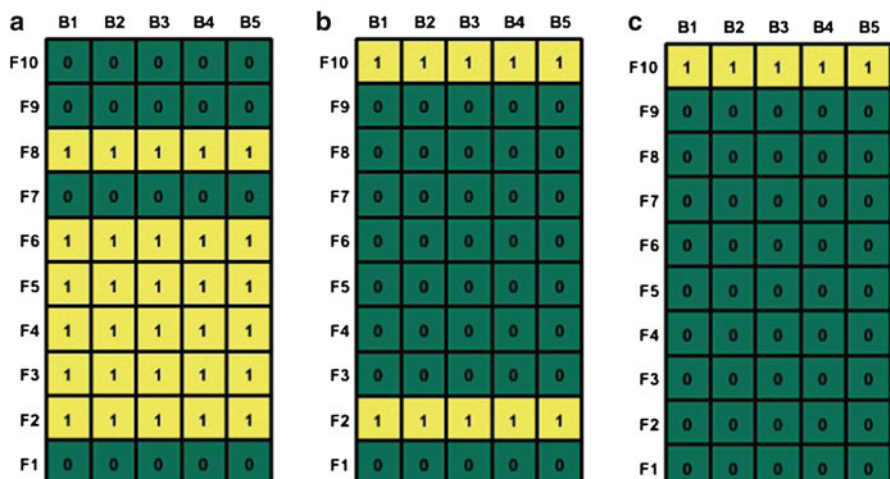 a B1 B2 B3 B4 B5
F10 0 0 0 0 0
F9 0 0 0 0 0
F8 1 1 1 1 1
F7 0 0 0 0 0
F6 1 1 1 1 1
F5 1 1 1 1 1
F4 1 1 1 1 1
F3 1 1 1 1 1
F2 1 1 1 1 1
F1 0 0 0 0 0
b B1 B2 B3 B4 B5
F10 1 1 1 1 1
F9 0 0 0 0 0
F8 0 0 0 0 0
F7 0 0 0 0 0
F6 0 0 0 0 0
F5 0 0 0 0 0
F4 0 0 0 0 0
F3 0 0 0 0 0
F2 1 1 1 1 1
F1 0 0 0 0 0
c B1 B2 B3 B4 B5
F10 1 1 1 1 1
F9 0 0 0 0 0
F8 0 0 0 0 0
F7 0 0 0 0 0
F6 0 0 0 0 0
F5 0 0 0 0 0
F4 0 0 0 0 0
F3 0 0 0 0 0
F2 0 0 0 0 0
F1 0 0 0 0 0